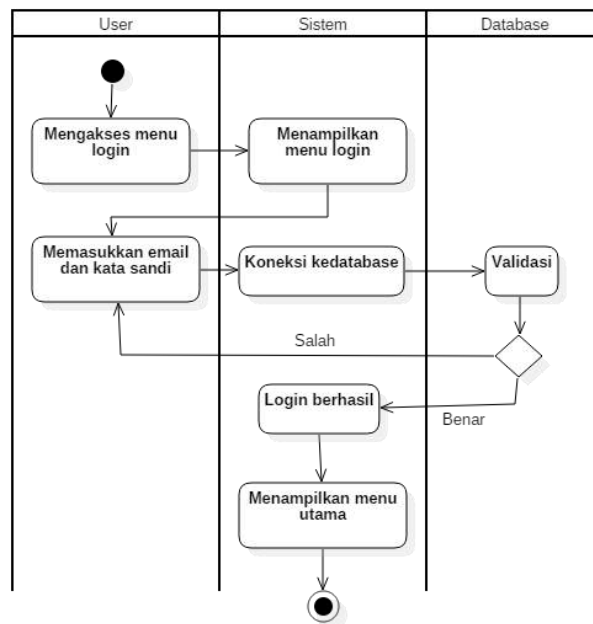 User
Sistem
Database
Mengakses menu
login
Menampilkan
menu login
Memasukkan email
dan kata sandi
Koneksi kedatabase
Validasi
Salah
Login berhasil
Benar
Menampilkan menu
utama